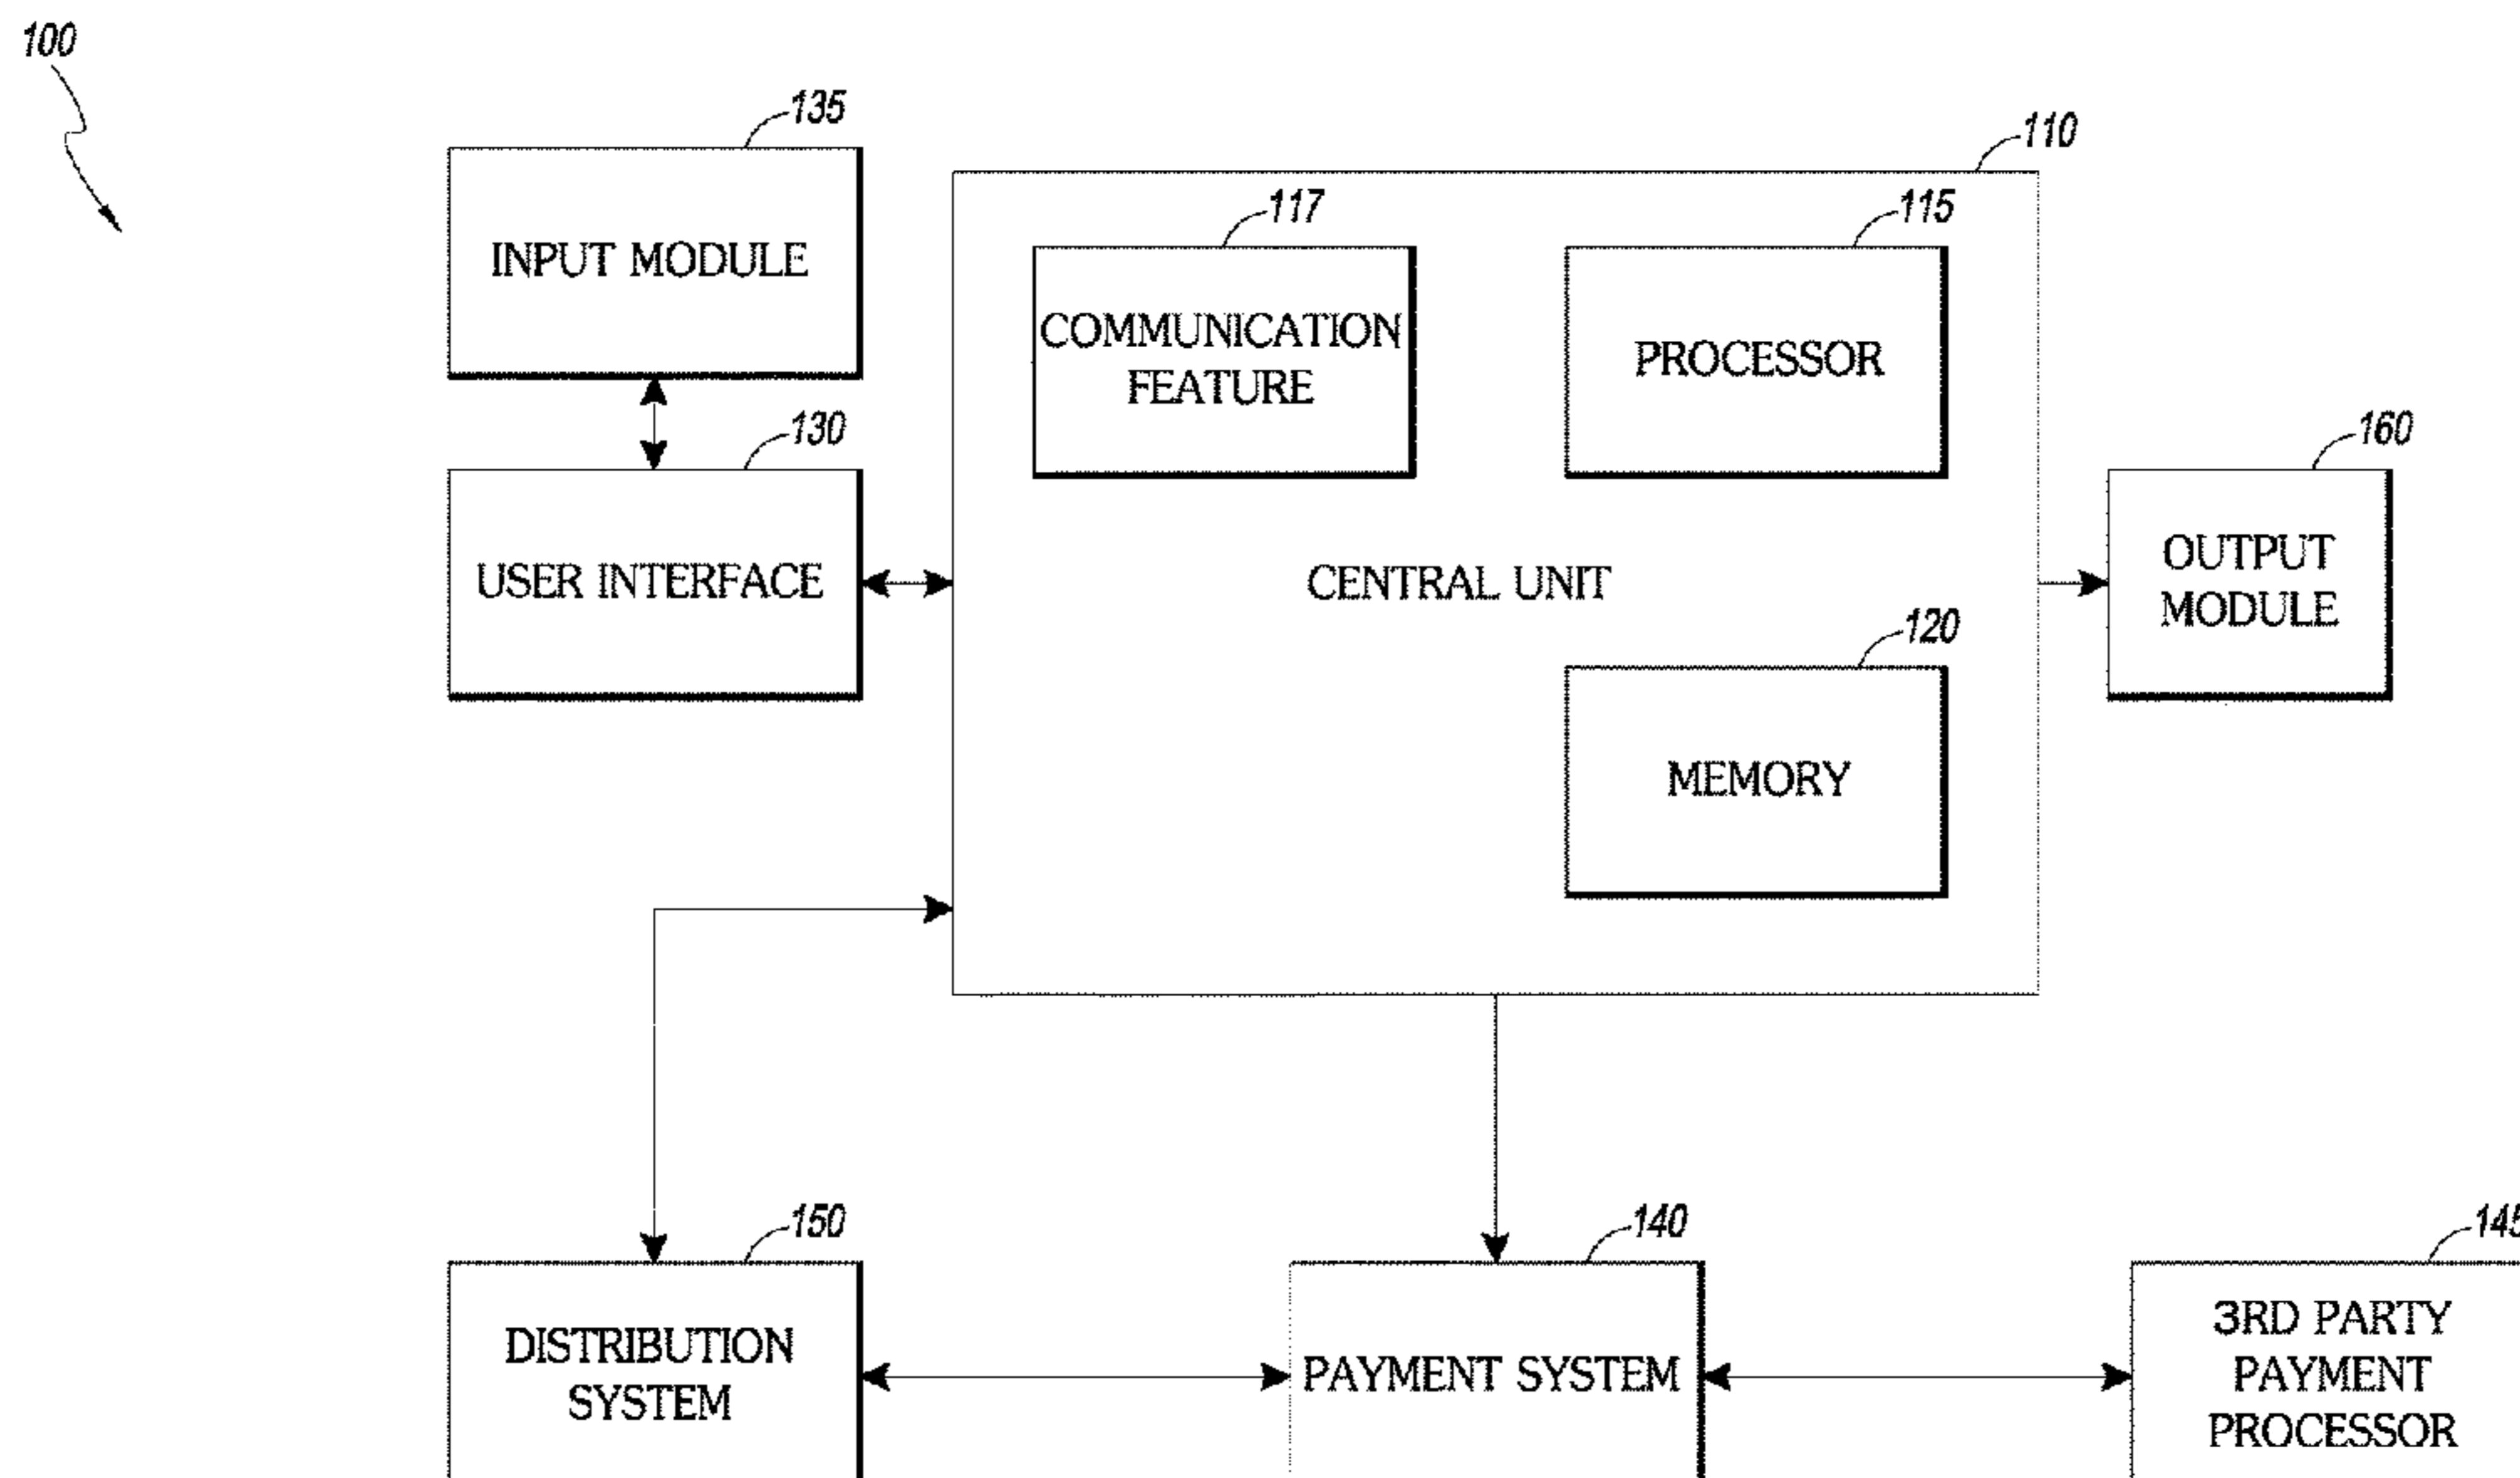 100
135
110
117
115
INPUT MODULE
COMMUNICATION
FEATURE
PROCESSOR
130
160
USER INTERFACE
CENTRAL UNIT
OUTPUT
MODULE
120
MEMORY
150
140
145
DISTRIBUTION
SYSTEM
PAYMENT SYSTEM
3RD PARTY
PAYMENT
PROCESSOR